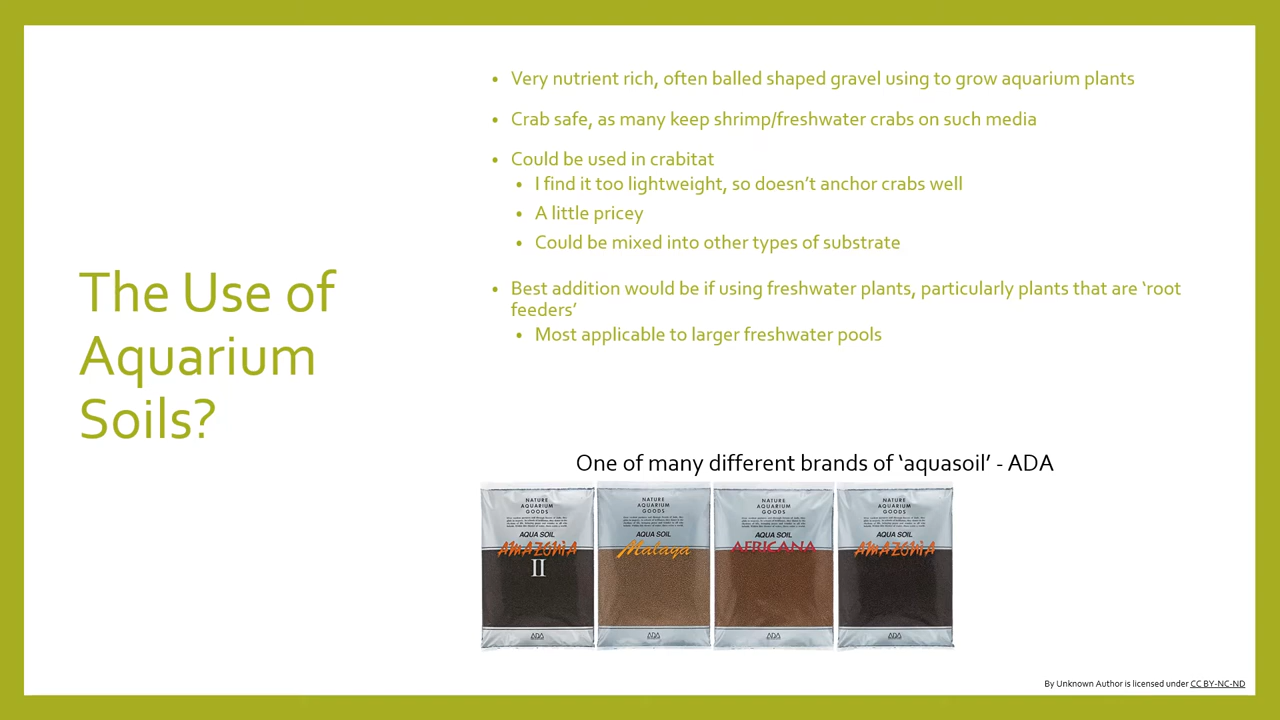 The Use of
Aquarium
Soils?
Very nutrient rich, often balled shaped gravel using to grow aquarium plants
Crab safe, as many keep shrimp/freshwater crabs on such media
Could be used in crabitat
I find it too lightweight, so doesn’t anchor crabs well
A little pricey
Could be mixed into other types of substrate
Best addition would be if using freshwater plants, particularly plants that are ‘root
feeders’
Most applicable to larger freshwater pools
One of many different brands of ‘aquasoil’ - ADA
NATURE
AQUARIUM
GOODS
AQUA SOIL
AMAZONIA
II
ADA
NATURE
AQUARIUM
GOODS
AQUA SOIL
Malaya
ADA
NATURE
AQUARIUM
GOODS
AQUA SOIL
AFRICANA
ADA
NATURE
AQUARIUM
GOODS
AQUA SOIL
AMAZONIA
ADA
By Unknown Author is licensed under CC BY-NC-ND